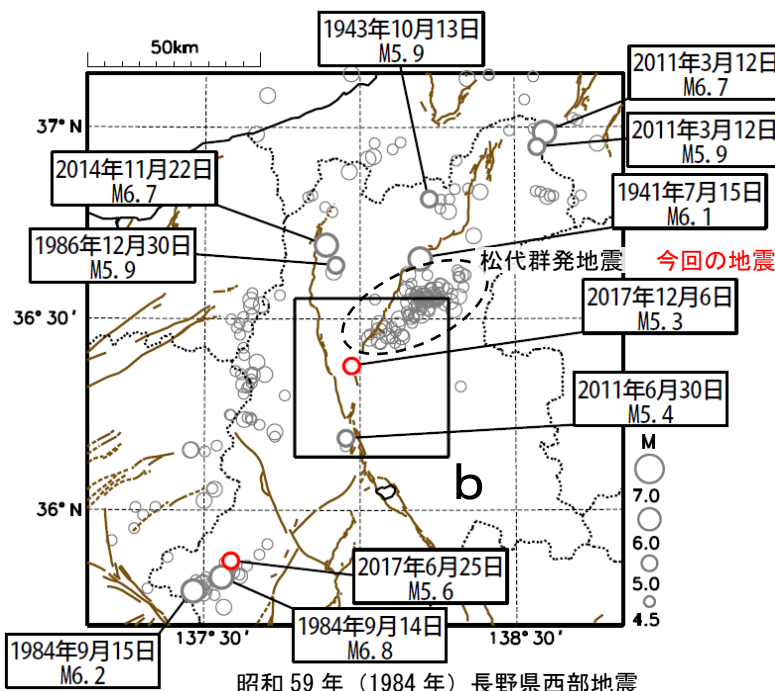 50km
1943年10月13日
M5.9
2011年3月12日
M6.7
37° N
2011年3月12日
M5.9
2014年11月22日
M6.7
1941年7月15日
M6.1
1986年12月30日
M5.9
松代群発地震
今回の地震
2017年12月6日
M5.3
36° 30′
2011年6月30日
M5.4
M
7.0
6.0
5.0
4.5
b
36° N
2017年6月25日
M5.6
1984年9月14日
M6.8
1984年9月15日
M6.2
137° 30′
138° 30′
昭和 59 年（1984 年）長野県西部地震